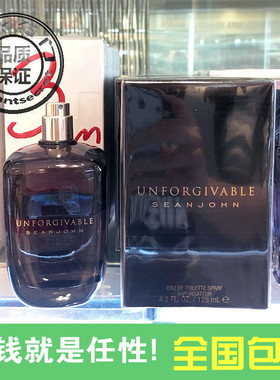 品质
保证
UNFORGIVABLE
SEANJOHN
UNFORGIVABLE
SEANJOHN
EAU DE TOILETTE SPRAY
VAPORISATEUR
4.2 FL. OZ. / 125 mL e
钱就是任性! 全国包